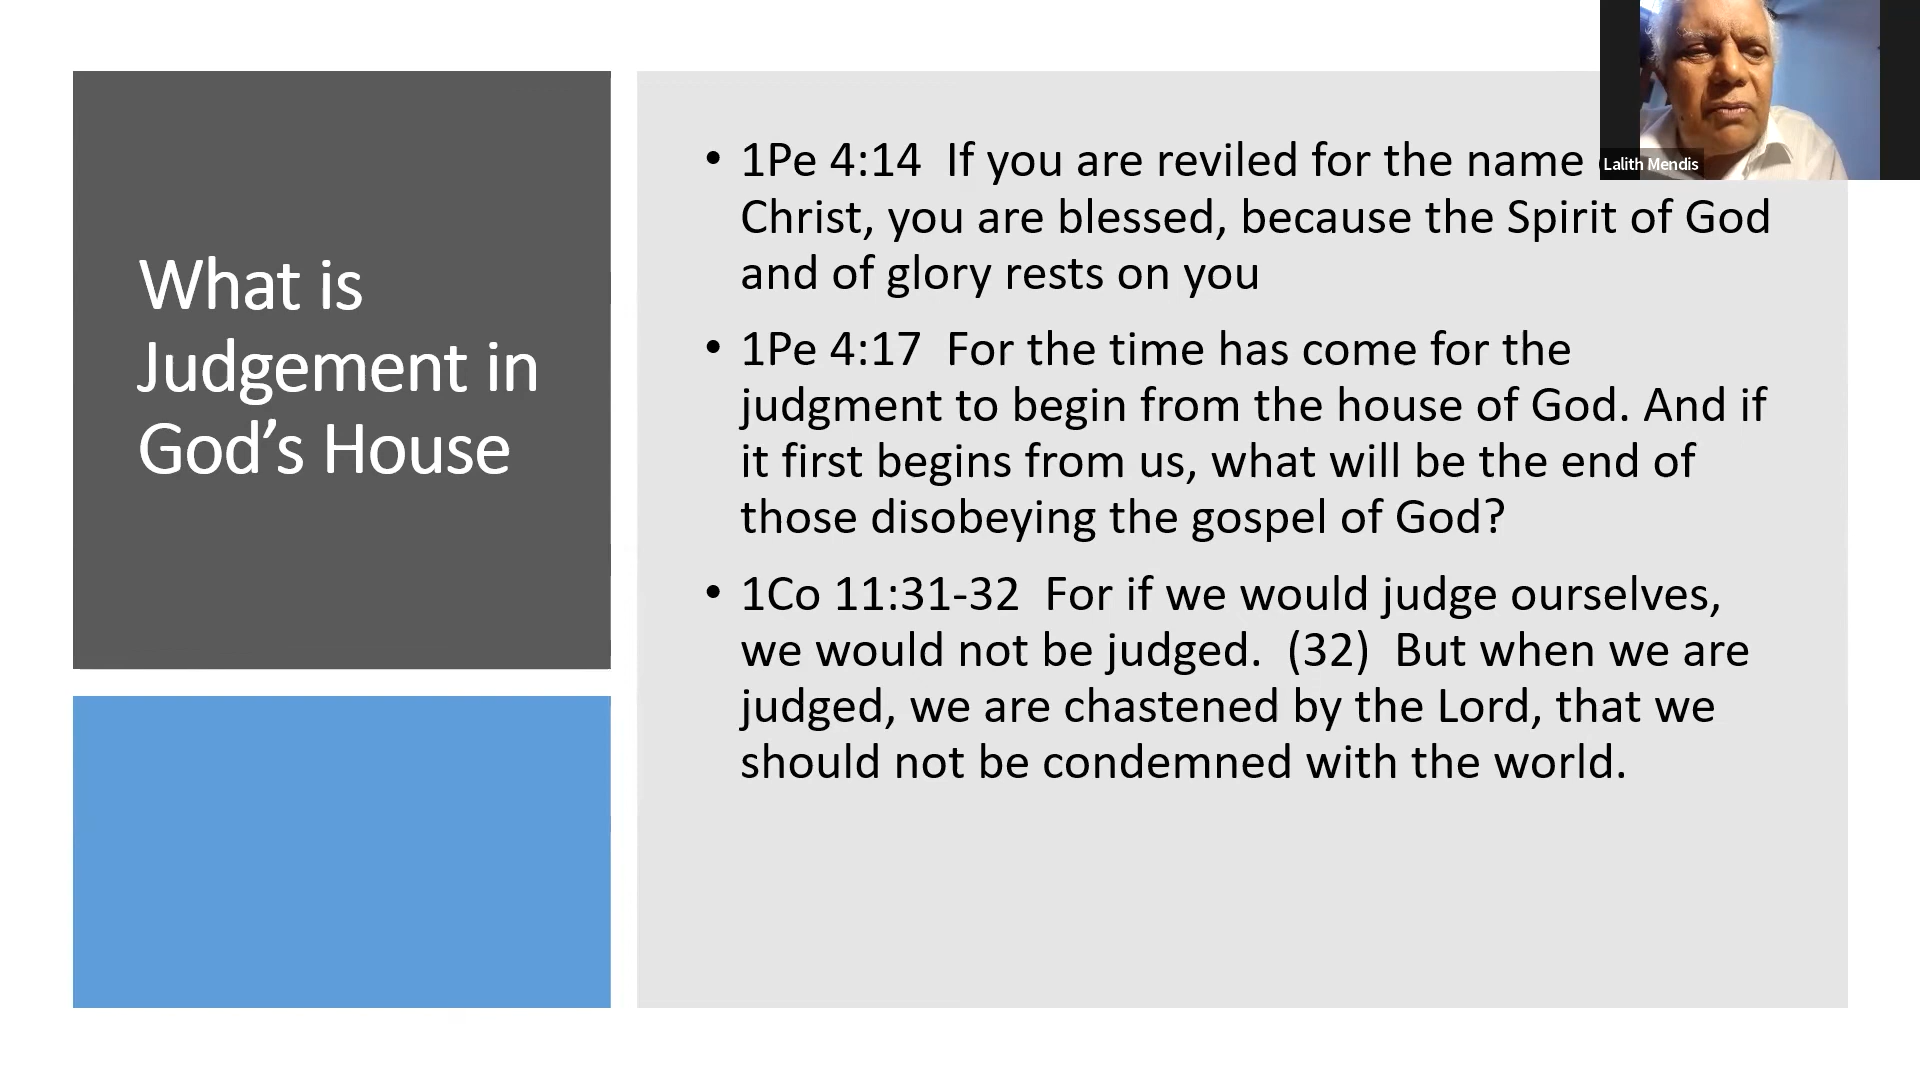 What is
Judgement in
God’s House
• 1Pe 4:14  If you are reviled for the name
Christ, you are blessed, because the Spirit of God
and of glory rests on you
• 1Pe 4:17  For the time has come for the
judgment to begin from the house of God. And if
it first begins from us, what will be the end of
those disobeying the gospel of God?
• 1Co 11:31-32  For if we would judge ourselves,
we would not be judged.  (32)  But when we are
judged, we are chastened by the Lord, that we
should not be condemned with the world.
Lalith Mendis